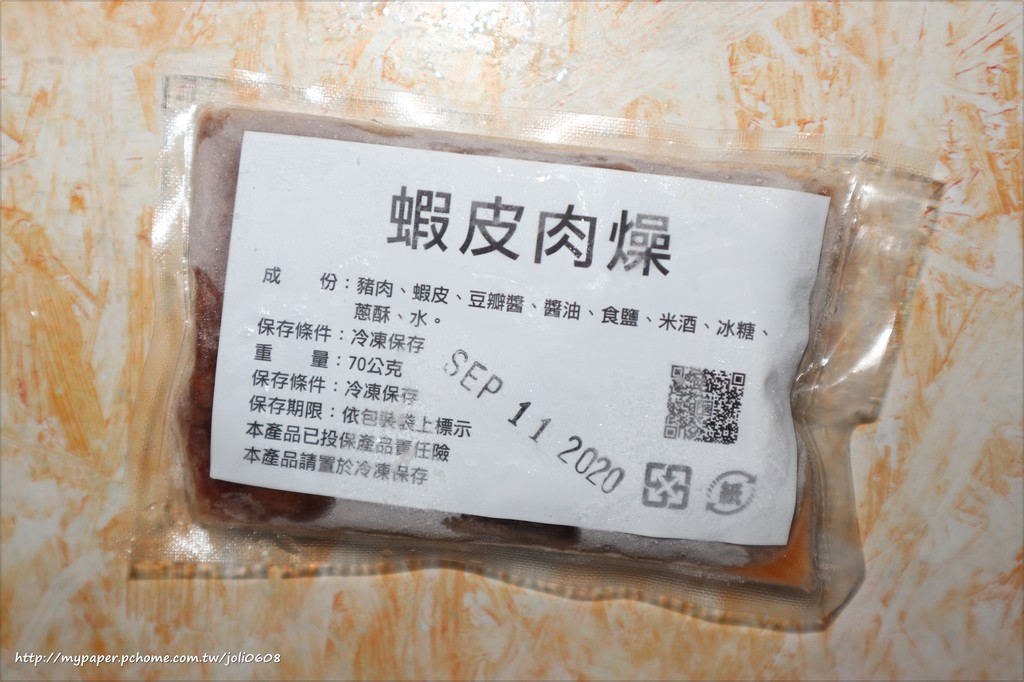 蝦皮肉燥
成　　份：豬肉、蝦皮、豆瓣醬、醬油、食鹽、米酒、冰糖、
蔥酥、水。
保存條件：冷凍保存
重　　量：70公克
保存條件：冷凍保存
保存期限：依包裝袋上標示
本產品已投保產品責任險
本產品請置於冷凍保存
SEP 11 2020
紙
http://mypaper.pchome.com.tw/joli0608